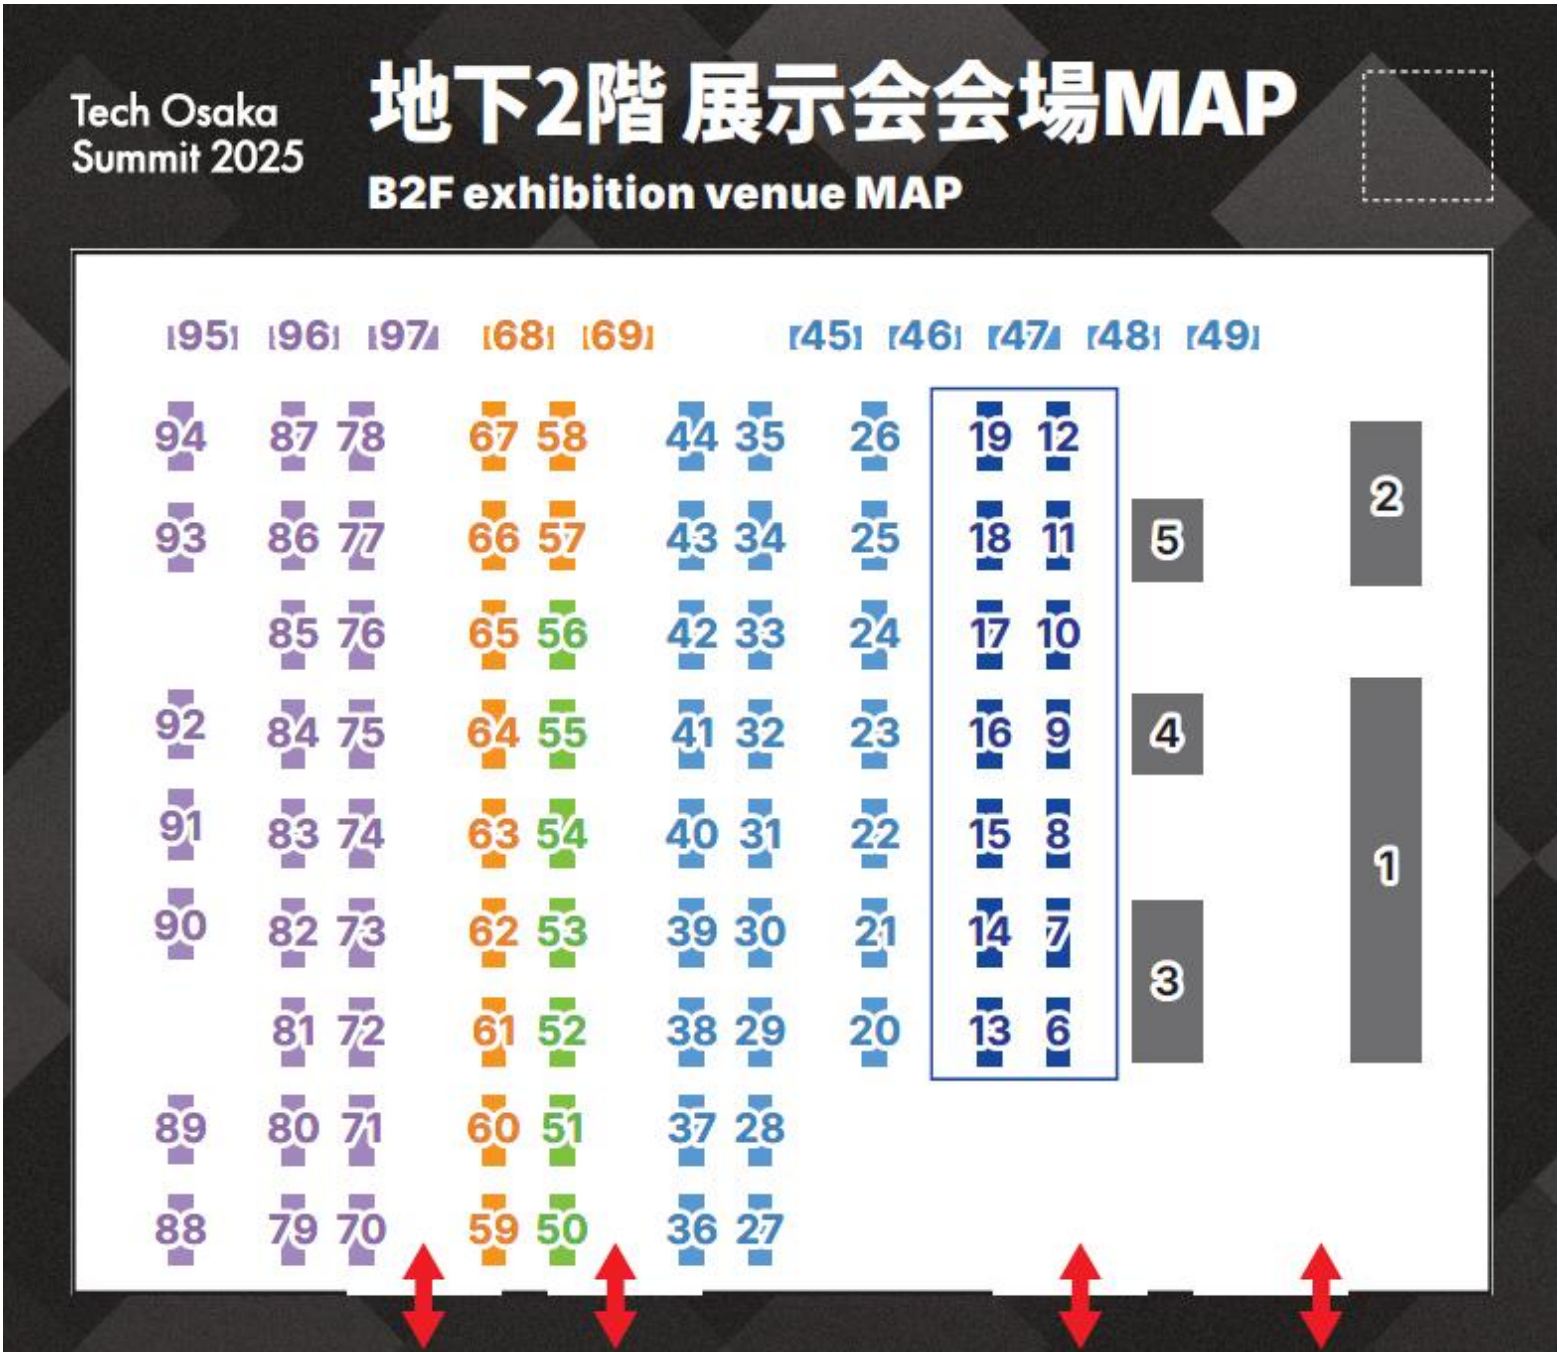 Tech Osaka
Summit 2025
地下2階 展示会会場MAP
B2F exhibition venue MAP
95 96 97 68 69 45 46 47 48 49
94 87 78 67 58 44 35 26 19 12
2
93 86 77 66 57 43 34 25 18 11 5
85 76 65 56 42 33 24 17 10
92 84 75 64 55 41 32 23 16 9 4
91 83 74 63 54 40 31 22 15 8
1
90 82 73 62 53 39 30 21 14 7
3
81 72 61 52 38 29 20 13 6
89 80 71 60 51 37 28
88 79 70 59 50 36 27